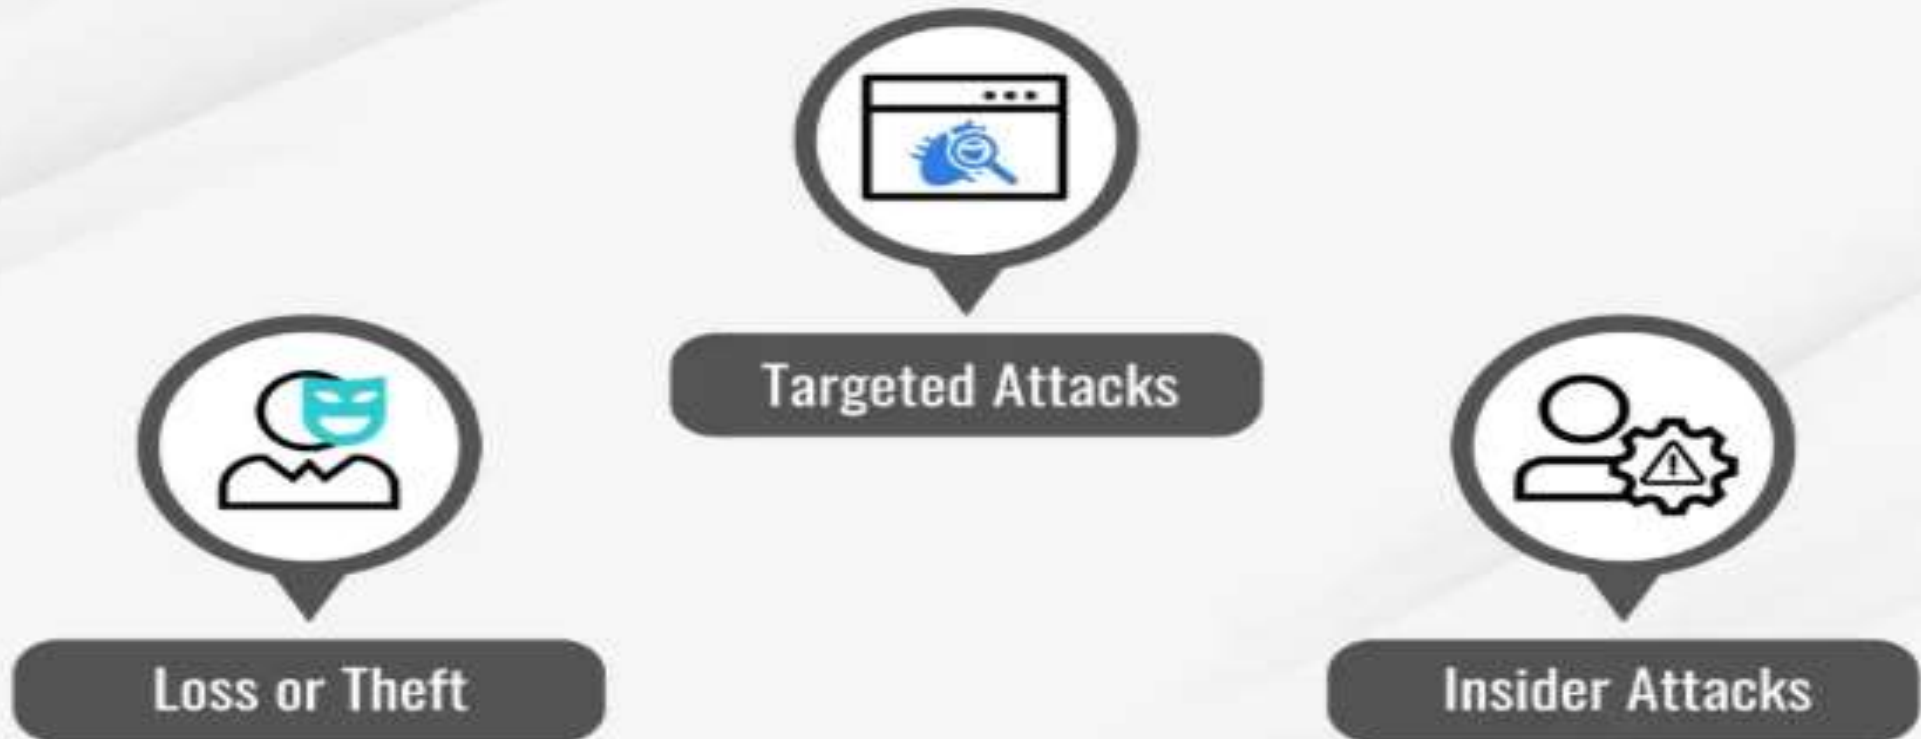 Targeted Attacks
Loss or Theft
Insider Attacks